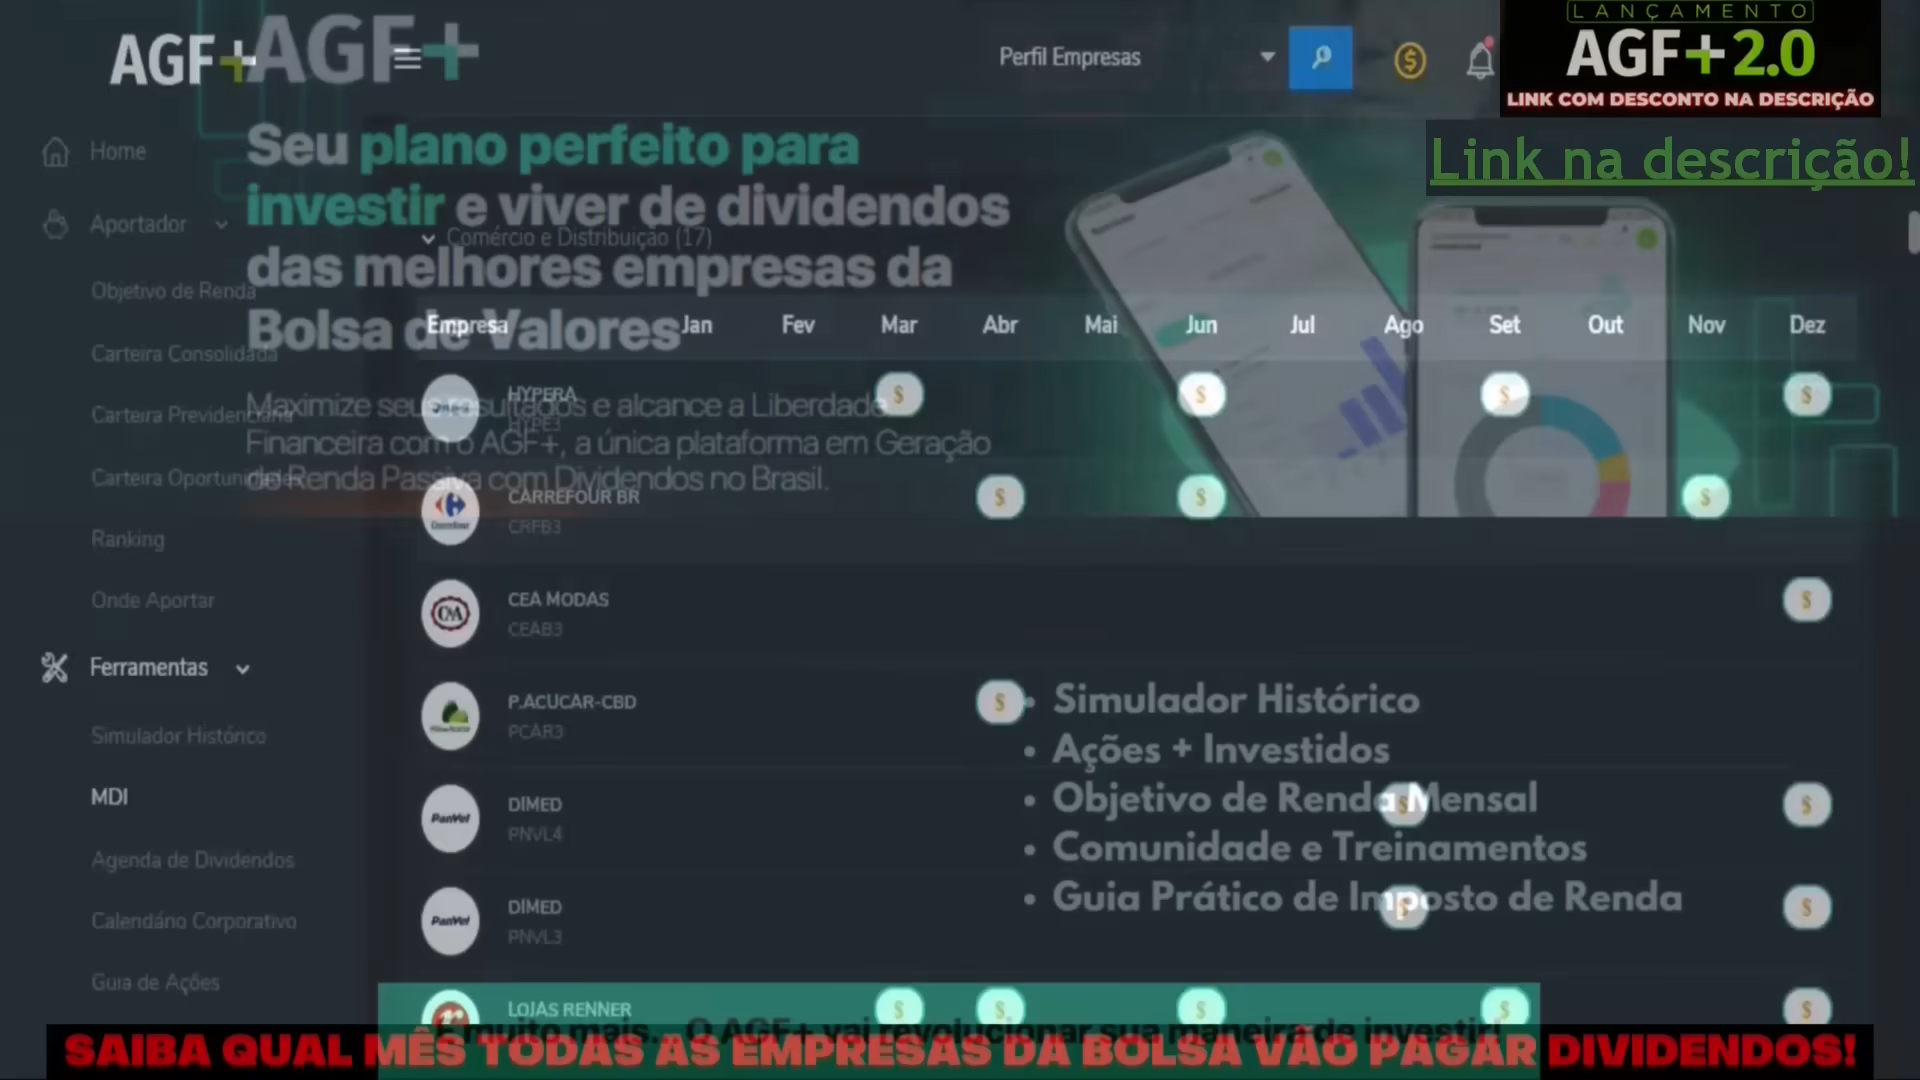 LANÇAMENTO
AGF+2.0
LINK COM DESCONTO NA DESCRIÇÃO
Link na descrição!
AGF+
AGF+
Perfil Empresas
Seu plano perfeito para
investir e viver de dividendos
das melhores empresas da
Bolsa de Valores
Maximize seus resultados e alcance a Liberdade
Financeira com o AGF+, a única plataforma em Geração
de Renda Passiva com Dividendos no Brasil.
Home
Aportador
Objetivo de Renda
Carteira Consolidada
Carteira Previdenciária
Carteira Oportunidades
Ranking
Onde Aportar
Ferramentas
Simulador Histórico
MDI
Agenda de Dividendos
Calendário Corporativo
Guia de Ações
Comércio e Distribuição (17)
Empresa Jan Fev Mar Abr Mai Jun Jul Ago Set Out Nov Dez
HYPERA
HYPE3
CARREFOUR BR
CRFB3
CEA MODAS
CEAB3
P.ACUCAR-CBD
PCAR3
DIMED
PNVL4
DIMED
PNVL3
LOJAS RENNER
Carrefour
C&A
PanVel
PanVel
• Simulador Histórico
• Ações + Investidos
• Objetivo de Renda Mensal
• Comunidade e Treinamentos
• Guia Prático de Imposto de Renda
E muito mais... O AGF+ vai revolucionar sua maneira de investir!
SAIBA QUAL MÊS TODAS AS EMPRESAS DA BOLSA VÃO PAGAR DIVIDENDOS!